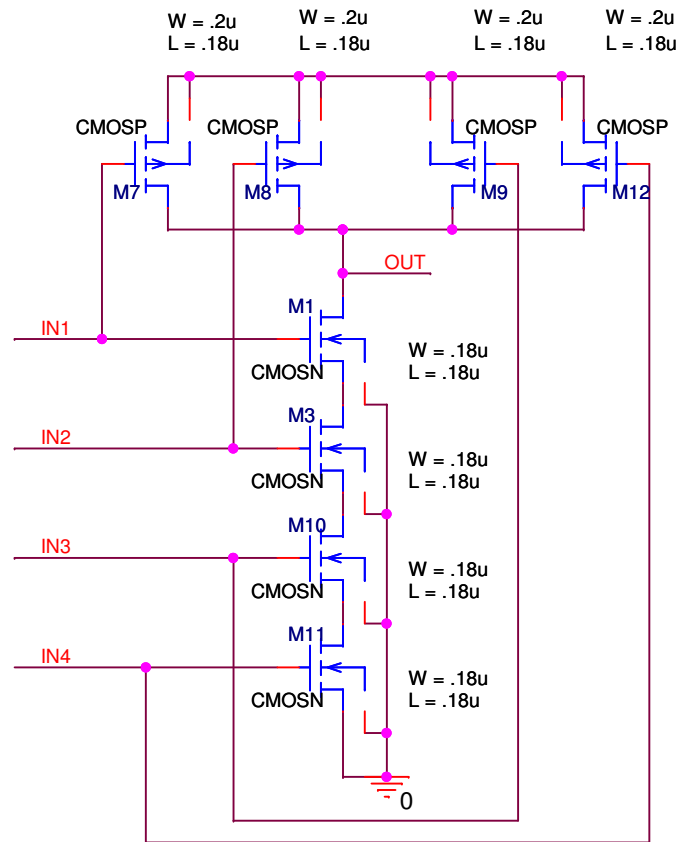 W = .2u
L = .18u
W = .2u
L = .18u
W = .2u
L = .18u
W = .2u
L = .18u
CMOSP
CMOSP
CMOSP
CMOSP
M7
M8
M9
M12
OUT
M1
IN1
W = .18u
L = .18u
CMOSN
M3
IN2
W = .18u
L = .18u
CMOSN
M10
IN3
W = .18u
L = .18u
CMOSN
M11
IN4
W = .18u
L = .18u
CMOSN
0